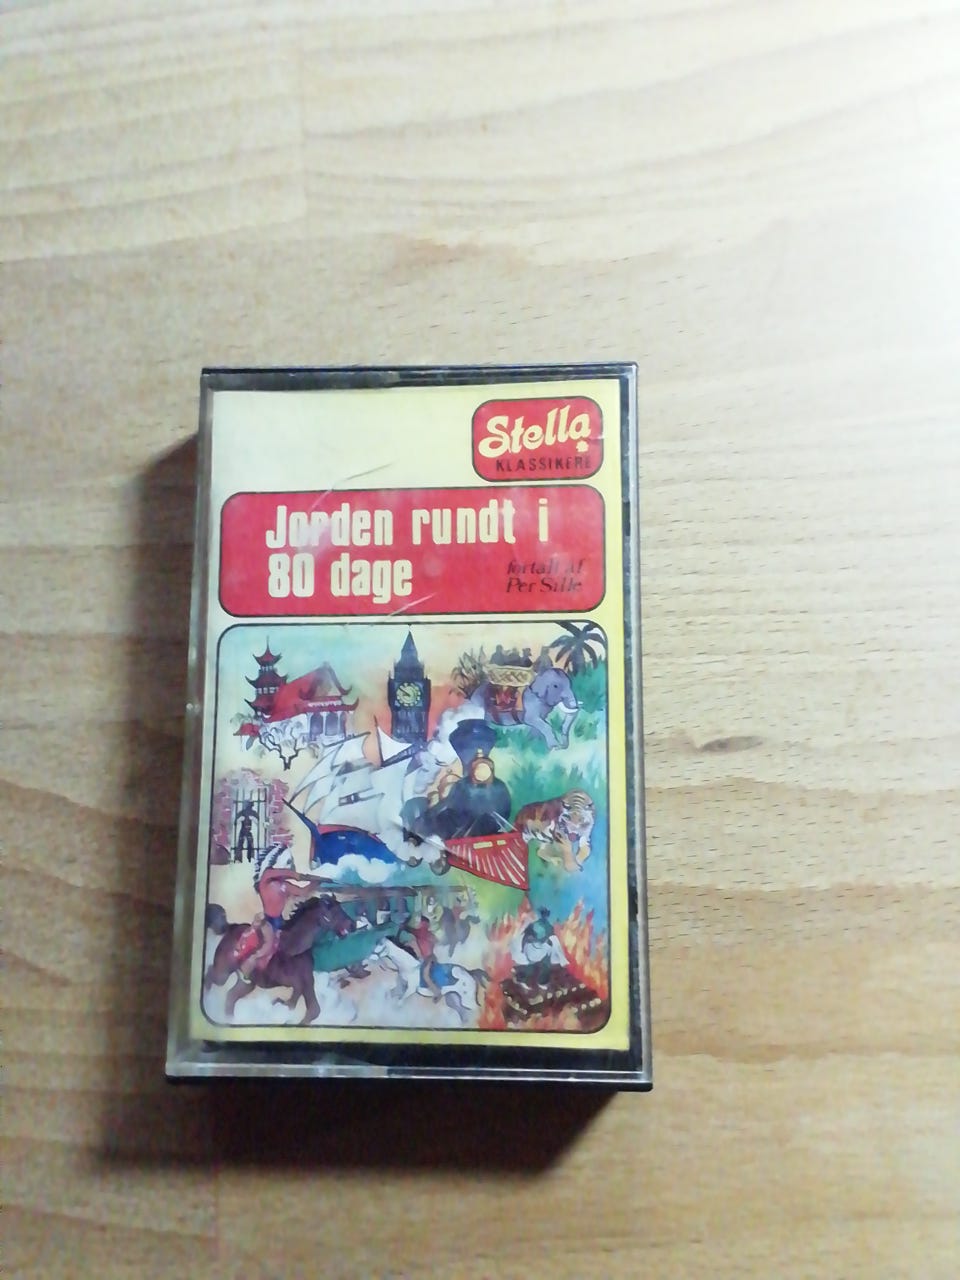 Stella
KLASSIKERE
Jorden rundt i
80 dage
fortalt af
Per Sille